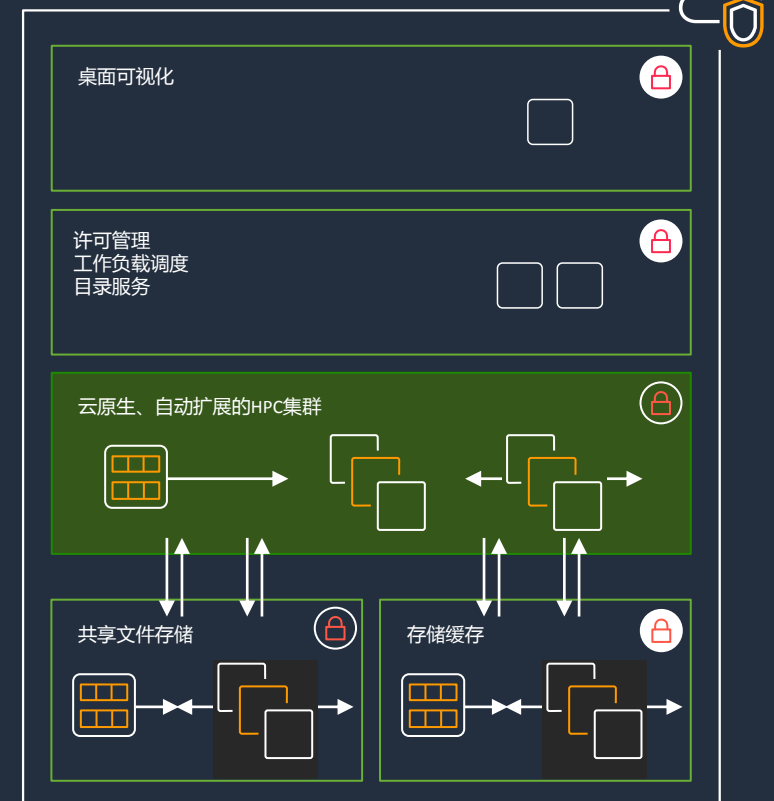 桌面可视化
许可管理
工作负载调度
目录服务
云原生、自动扩展的HPC集群
共享文件存储
存储缓存